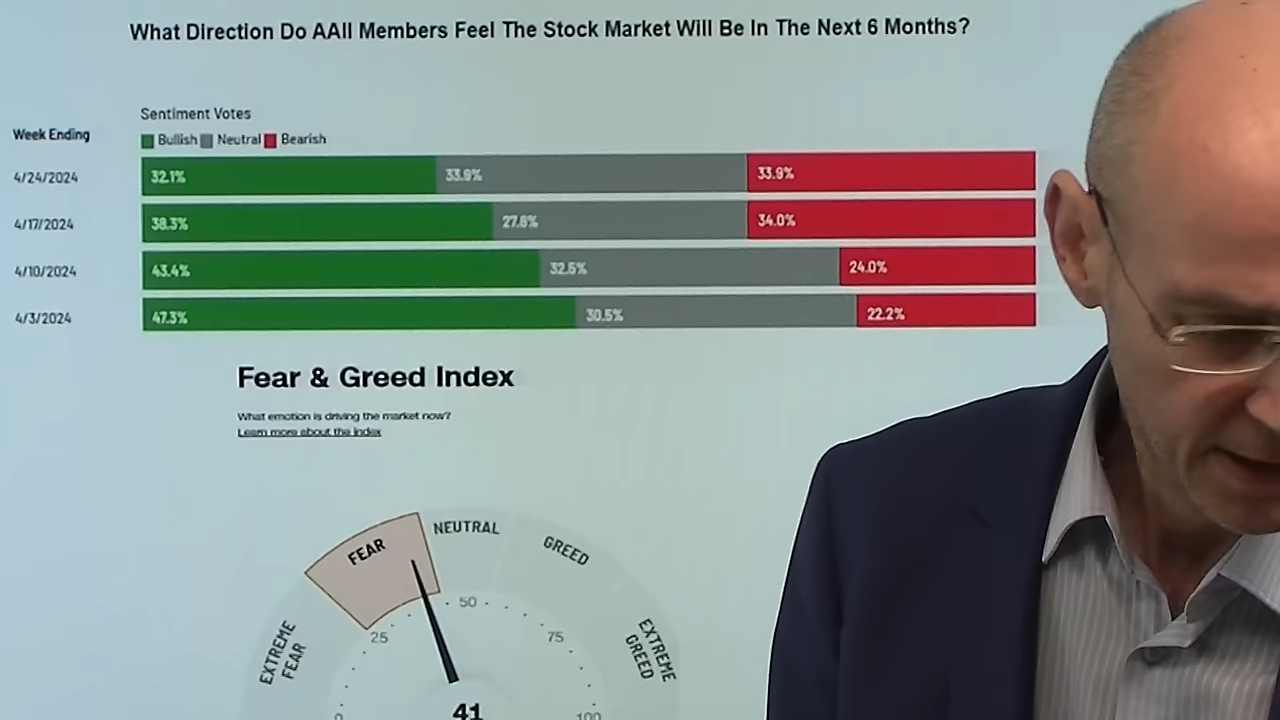 What Direction Do AAII Members Feel The Stock Market Will Be In The Next 6 Months?
Sentiment Votes
Week Ending
Bullish Neutral Bearish
4/24/2024 32.1% 33.9% 33.9%
4/17/2024 38.3% 27.8% 34.0%
4/10/2024 43.4% 32.5% 24.0%
4/3/2024 47.3% 30.5% 22.2%
Fear & Greed Index
What emotion is driving the market now?
Learn more about the index
EXTREME FEAR
FEAR
NEUTRAL
GREED
EXTREME GREED
0
25
50
75
100
41